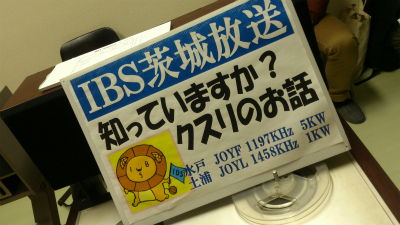 IBS茨城放送
知っていますか?
クスリのお話
水戸 JOYF 1197KHz 5KW
土浦 JOYL 1458KHz 1KW